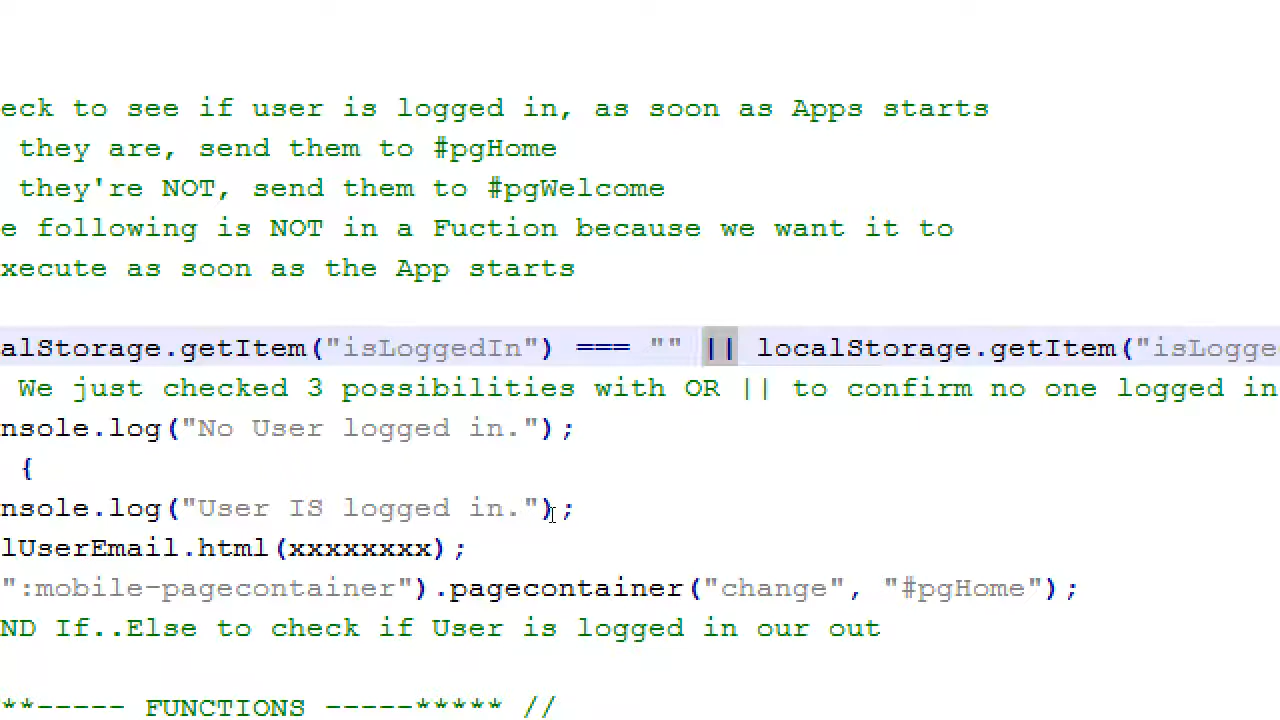 eck to see if user is logged in, as soon as Apps starts
they are, send them to #pgHome
they're NOT, send them to #pgWelcome
e following is NOT in a Fuction because we want it to
xecute as soon as the App starts
alStorage.getItem("isLoggedIn") === "" || localStorage.getItem("isLogge
We just checked 3 possibilities with OR || to confirm no one logged in
nsole.log("No User logged in.");
{
nsole.log("User IS logged in.");
lUserEmail.html(xxxxxxxx);
":mobile-pagecontainer").pagecontainer("change", "#pgHome");
ND If..Else to check if User is logged in our out
**----- FUNCTIONS -----***** //